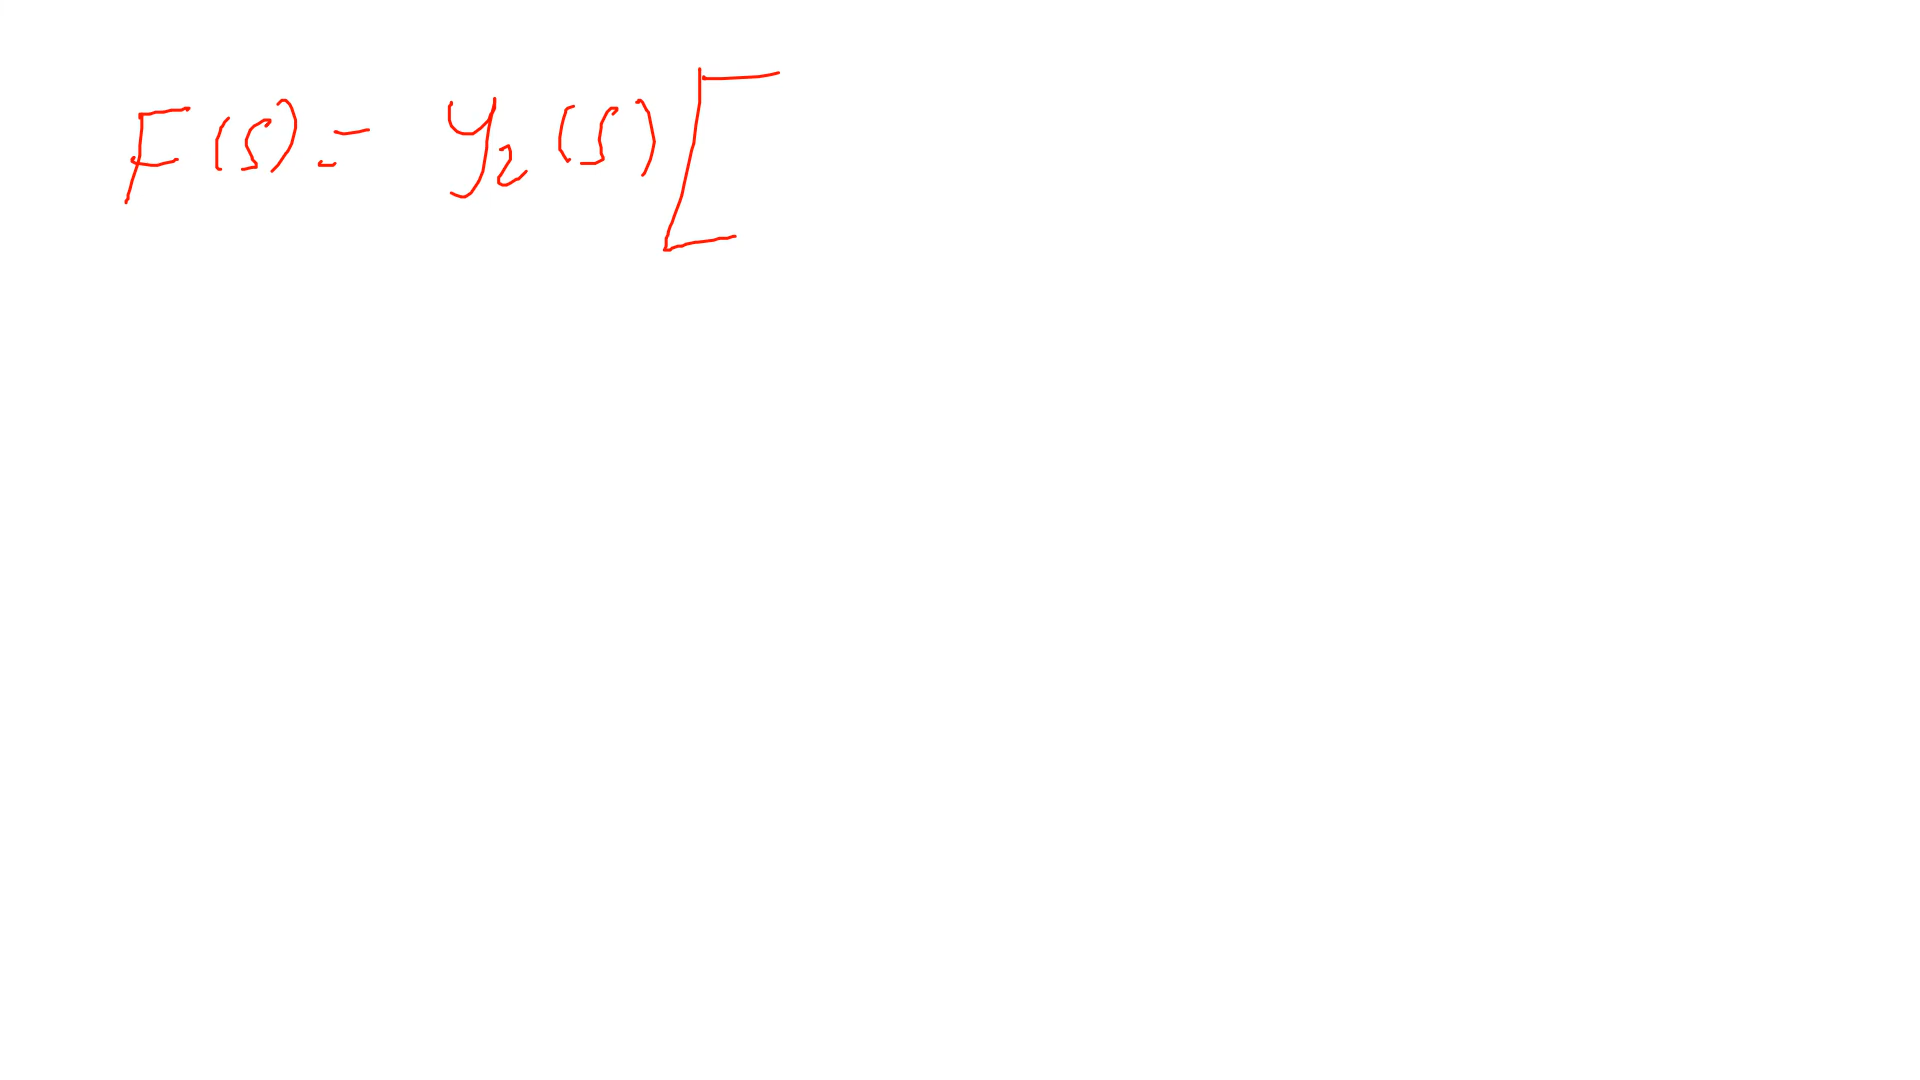 F(s) = y₂(s)[